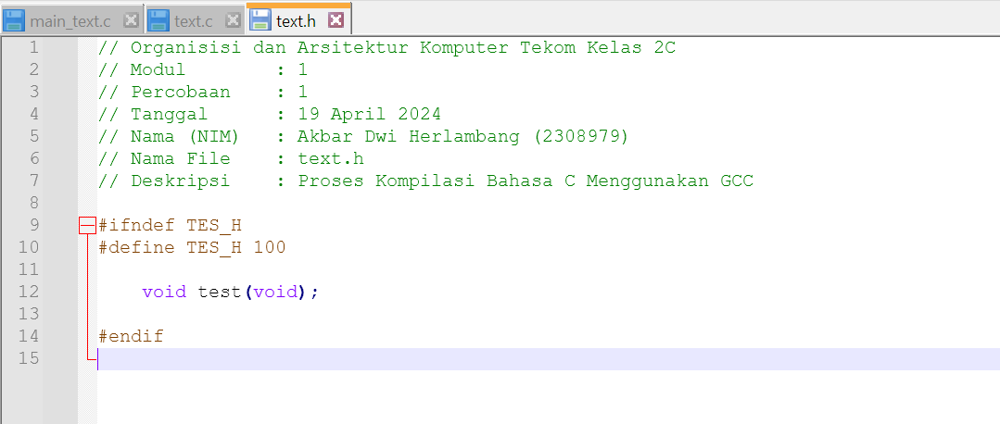 main_text.c text.c text.h
1 // Organisisi dan Arsitektur Komputer Tekom Kelas 2C
2 // Modul : 1
3 // Percobaan : 1
4 // Tanggal : 19 April 2024
5 // Nama (NIM) : Akbar Dwi Herlambang (2308979)
6 // Nama File : text.h
7 // Deskripsi : Proses Kompilasi Bahasa C Menggunakan GCC
8
9 #ifndef TES_H
10 #define TES_H 100
11
12 void test(void);
13
14 #endif
15